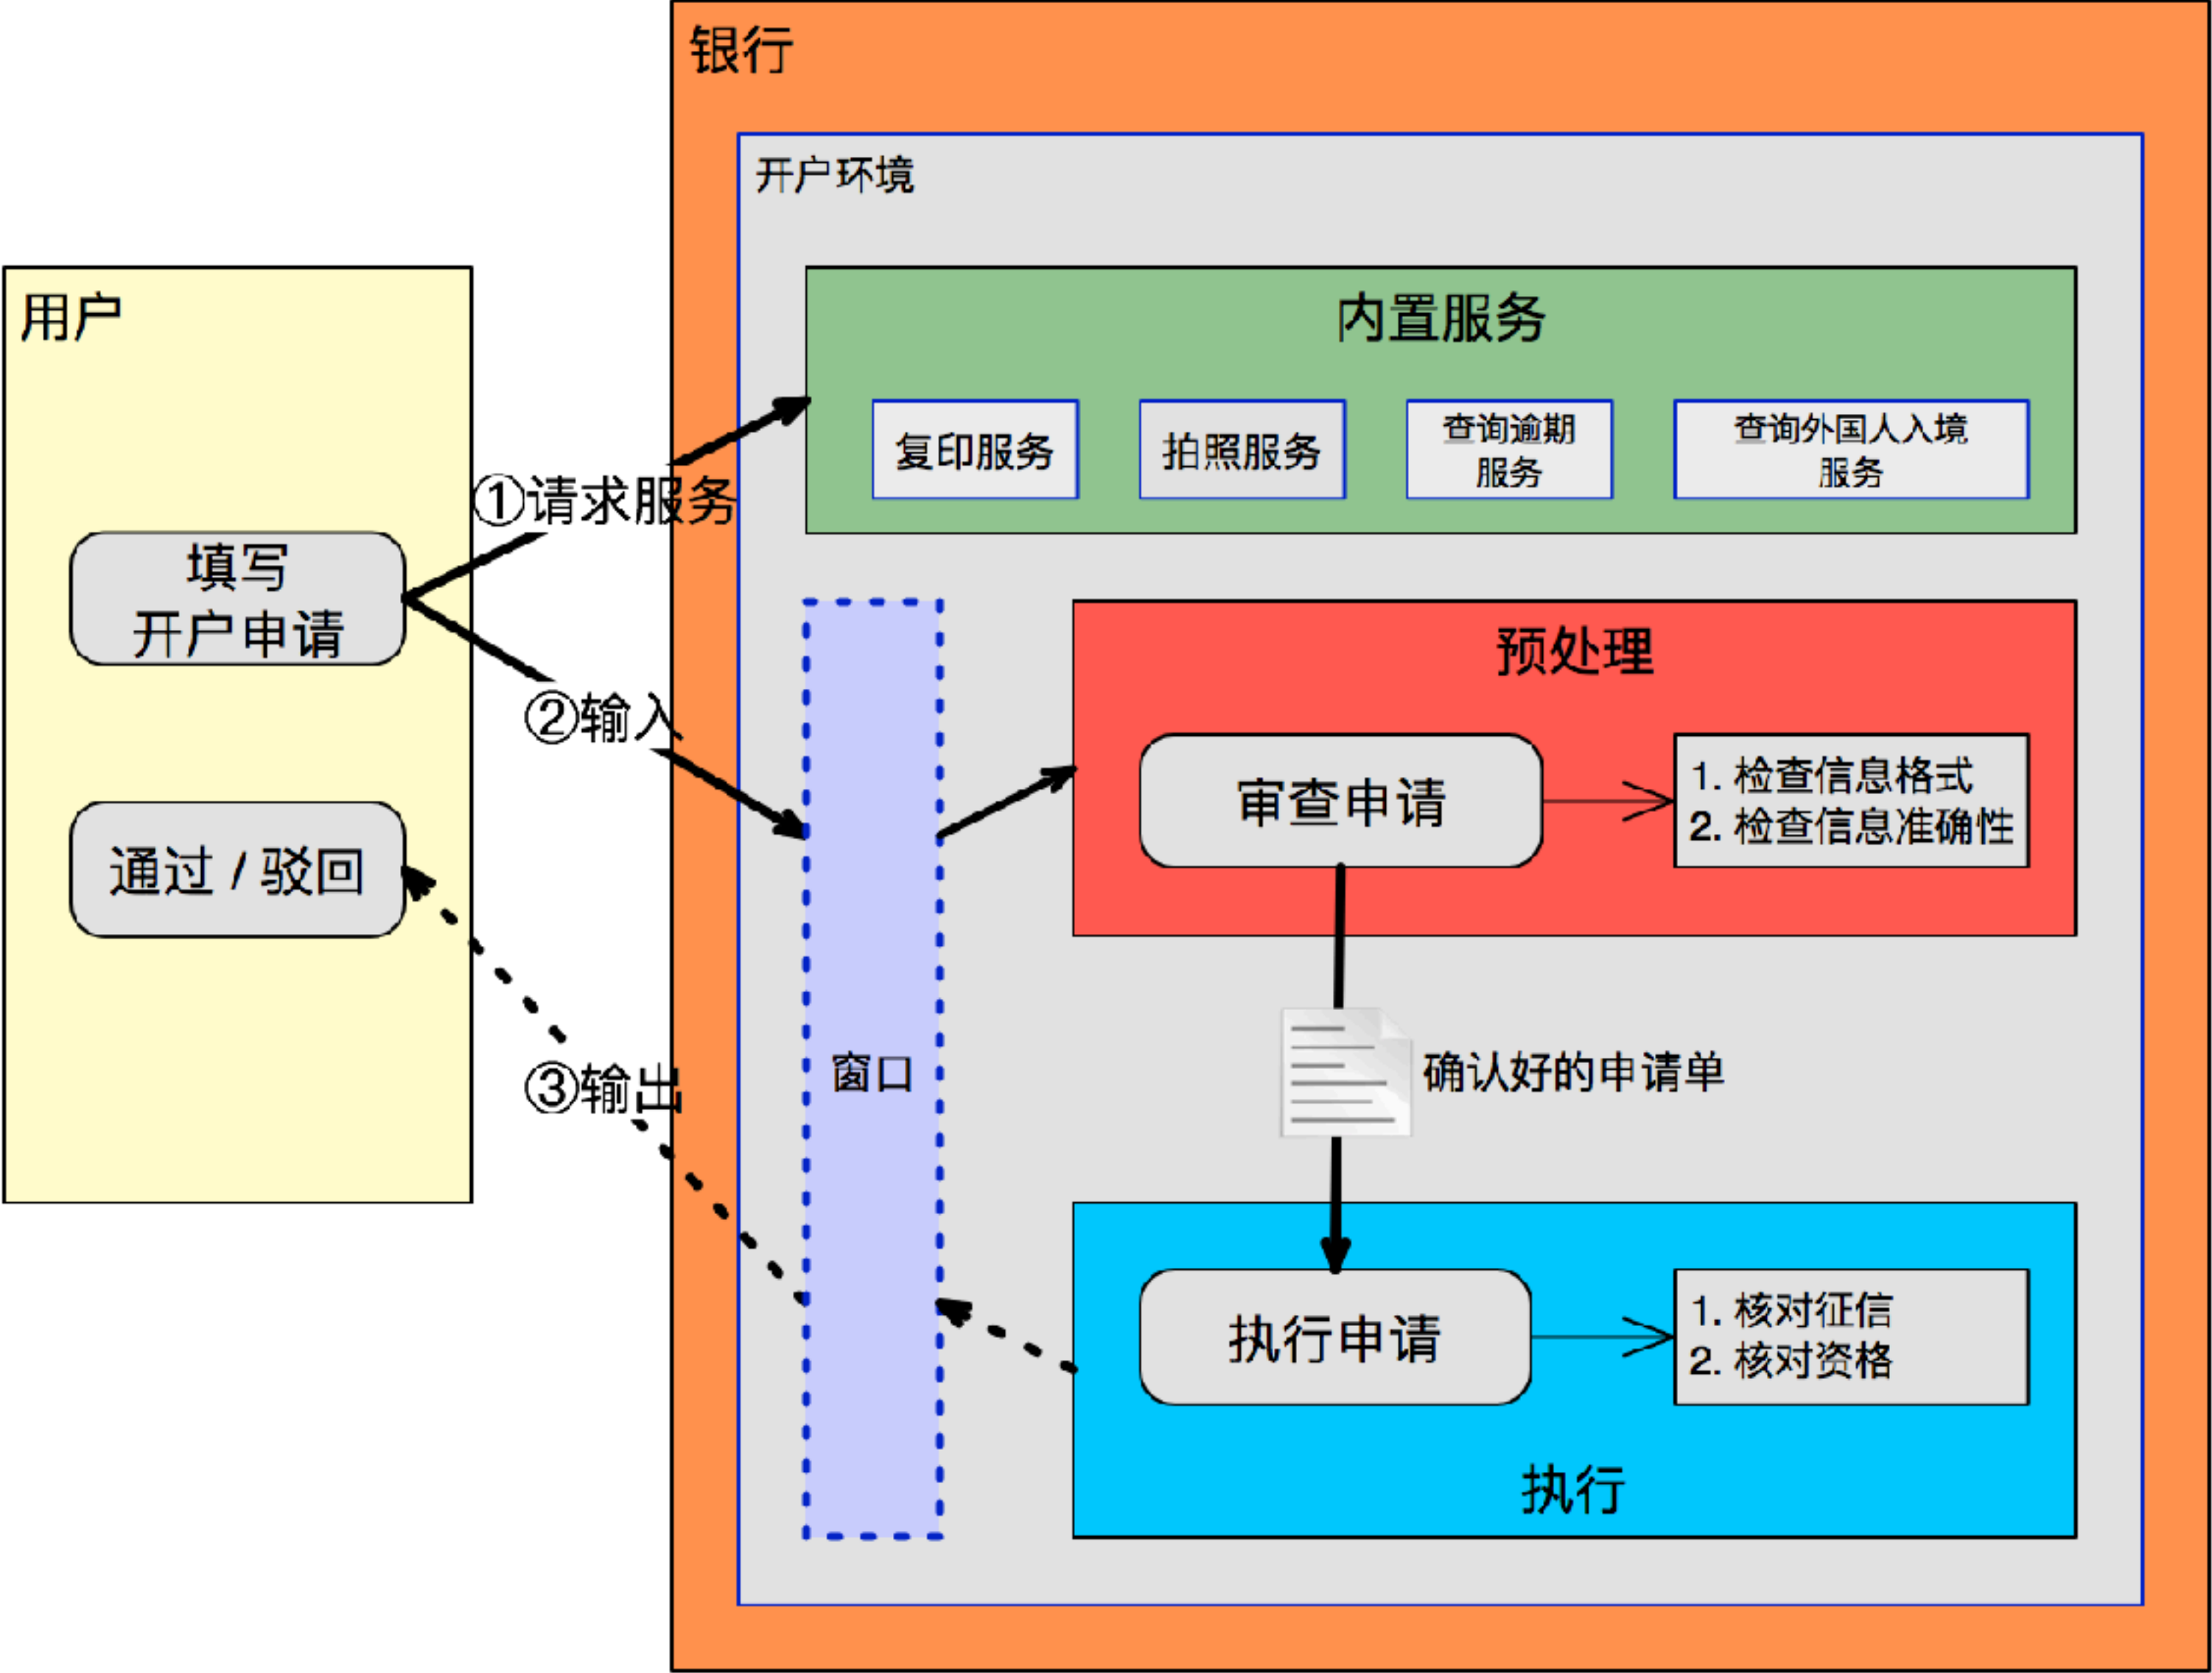 银行
开户环境
用户
内置服务
复印服务
拍照服务
查询逾期
服务
查询外国人入境
服务
①请求服务
填写
开户申请
②输入
预处理
审查申请
1. 检查信息格式
2. 检查信息准确性
通过 / 驳回
③输出
窗口
确认好的申请单
执行申请
1. 核对征信
2. 核对资格
执行